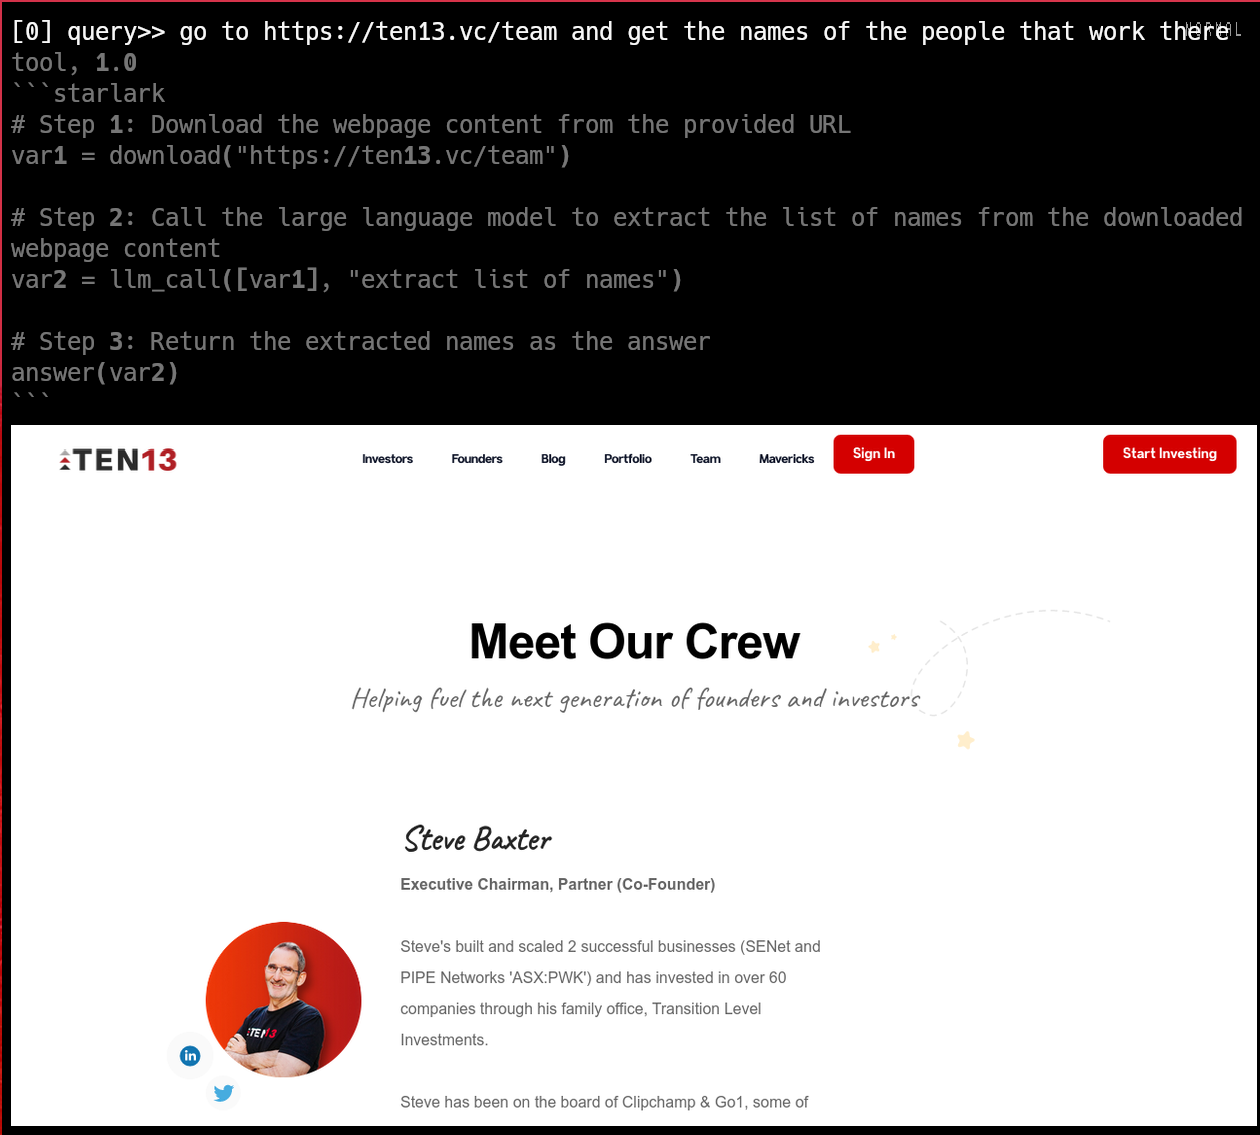 [0] query>> go to https://ten13.vc/team and get the names of the people that work there
NORMAL
tool, 1.0
```starlark
# Step 1: Download the webpage content from the provided URL
var1 = download("https://ten13.vc/team")
# Step 2: Call the large language model to extract the list of names from the downloaded
webpage content
var2 = llm_call([var1], "extract list of names")
# Step 3: Return the extracted names as the answer
answer(var2)
```
TEN13 Investors Founders Blog Portfolio Team Mavericks Sign In Start Investing
Meet Our Crew
Helping fuel the next generation of founders and investors
Steve Baxter
Executive Chairman, Partner (Co-Founder)
Steve's built and scaled 2 successful businesses (SENet and
PIPE Networks 'ASX:PWK') and has invested in over 60
companies through his family office, Transition Level
Investments.
TEN13
in
Steve has been on the board of Clipchamp & Go1, some of